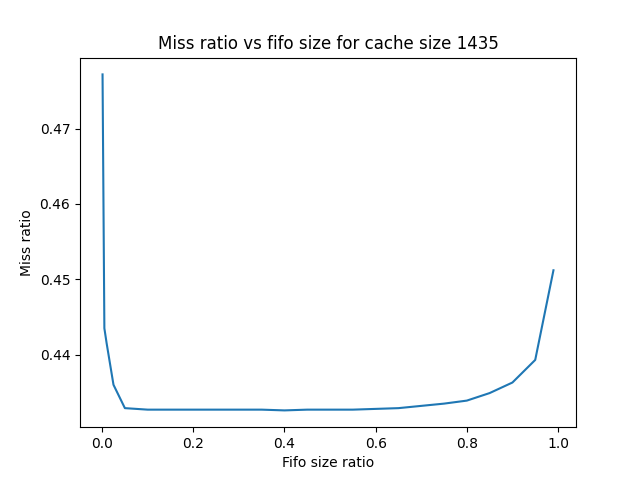 Miss ratio vs fifo size for cache size 1435
0.47
0.46
0.45
0.44
Miss ratio
0.0 0.2 0.4 0.6 0.8 1.0
Fifo size ratio